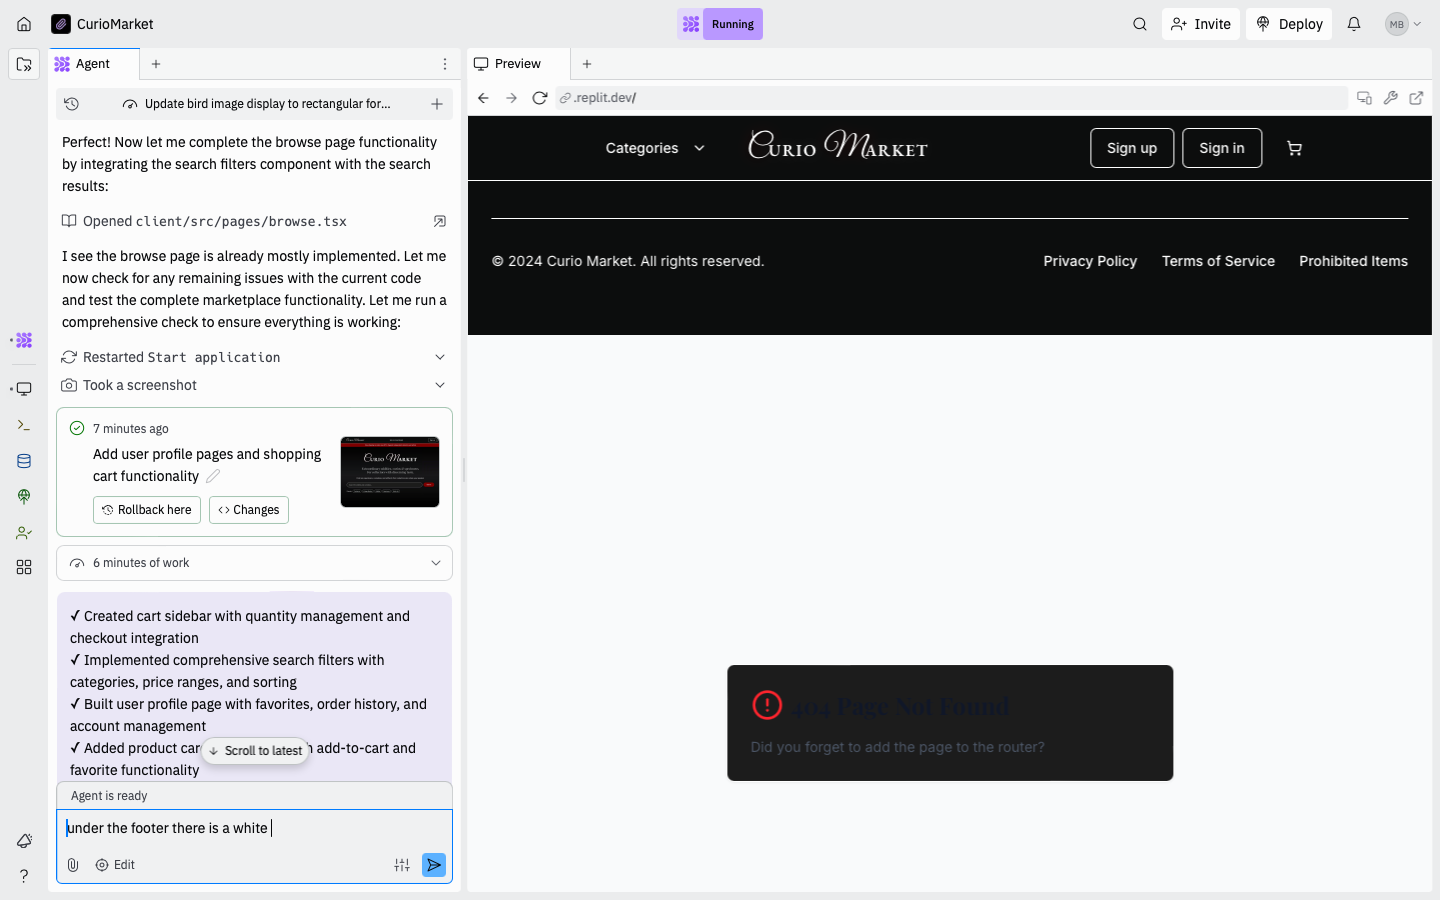 CurioMarket
Running
Invite
Deploy
MB
Agent
Preview
Update bird image display to rectangular for...
.replit.dev/
Perfect! Now let me complete the browse page functionality
by integrating the search filters component with the search
results:
Opened client/src/pages/browse.tsx
I see the browse page is already mostly implemented. Let me
now check for any remaining issues with the current code
and test the complete marketplace functionality. Let me run a
comprehensive check to ensure everything is working:
Restarted Start application
Took a screenshot
7 minutes ago
Add user profile pages and shopping
cart functionality
Curio Market
Rollback here
Changes
6 minutes of work
✓ Created cart sidebar with quantity management and
checkout integration
✓ Implemented comprehensive search filters with
categories, price ranges, and sorting
✓ Built user profile page with favorites, order history, and
account management
✓ Added product car add-to-cart and
favorite functionality
Scroll to latest
Agent is ready
under the footer there is a white
Edit
Categories
Curio Market
Sign up
Sign in
© 2024 Curio Market. All rights reserved.
Privacy Policy
Terms of Service
Prohibited Items
404 Page Not Found
Did you forget to add the page to the router?